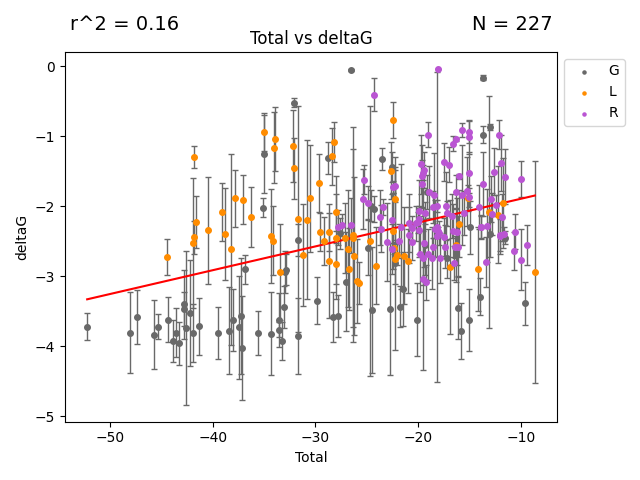 r^2 = 0.16 N = 227
Total vs deltaG
G
L
R
0
−1
−2
−3
−4
−5
deltaG
−50 −40 −30 −20 −10
Total